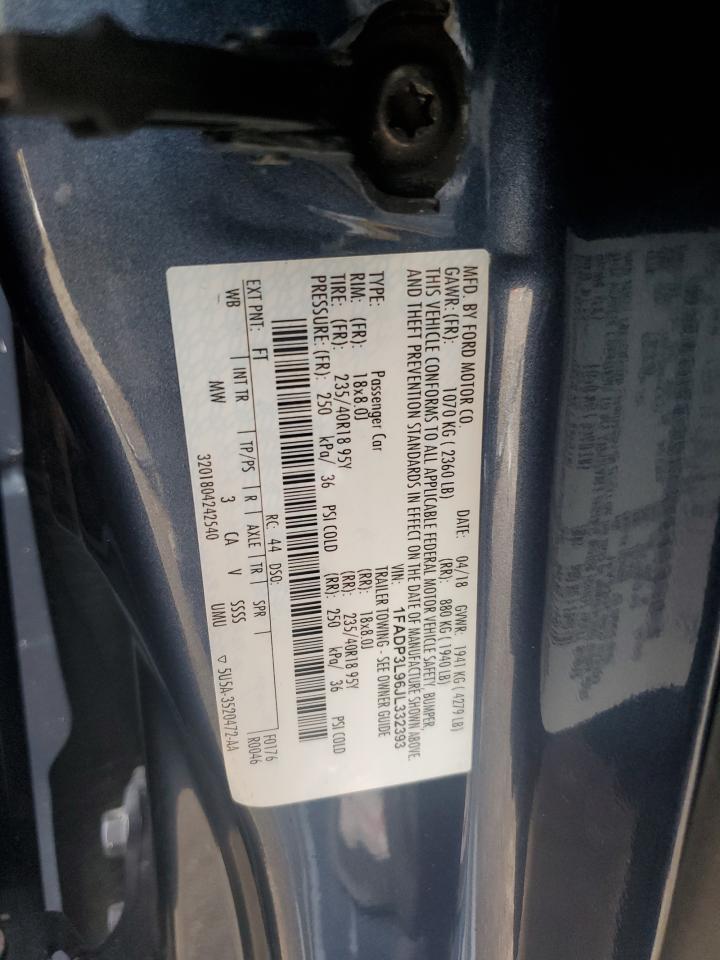 MFD. BY FORD MOTOR CO.
DATE: 04/18 GVWR: 1941 KG ( 4279 LB)
GAWR: (FR): 1070 KG ( 2360 LB) (RR): 880 KG ( 1940 LB)
THIS VEHICLE CONFORMS TO ALL APPLICABLE FEDERAL MOTOR VEHICLE SAFETY, BUMPER,
AND THEFT PREVENTION STANDARDS IN EFFECT ON THE DATE OF MANUFACTURE SHOWN ABOVE.
VIN: 1FADP3L96JL332393
TYPE: Passenger Car TRAILER TOWING - SEE OWNER GUIDE
RIM: (FR): 18x8.0J (RR): 18x8.0J
TIRE: (FR): 235/40R18 95Y (RR): 235/40R18 95Y
PRESSURE: (FR): 250 kPa/ 36 PSI COLD (RR): 250 kPa/ 36 PSI COLD
RC: 44 DSO: F0176
EXT PNT: FT R0046
WB INT TR TP/PS R AXLE TR SPR
MW 3 CA V SSSS ▽ 5U5A-3520472-AA
3201804242540 UMU